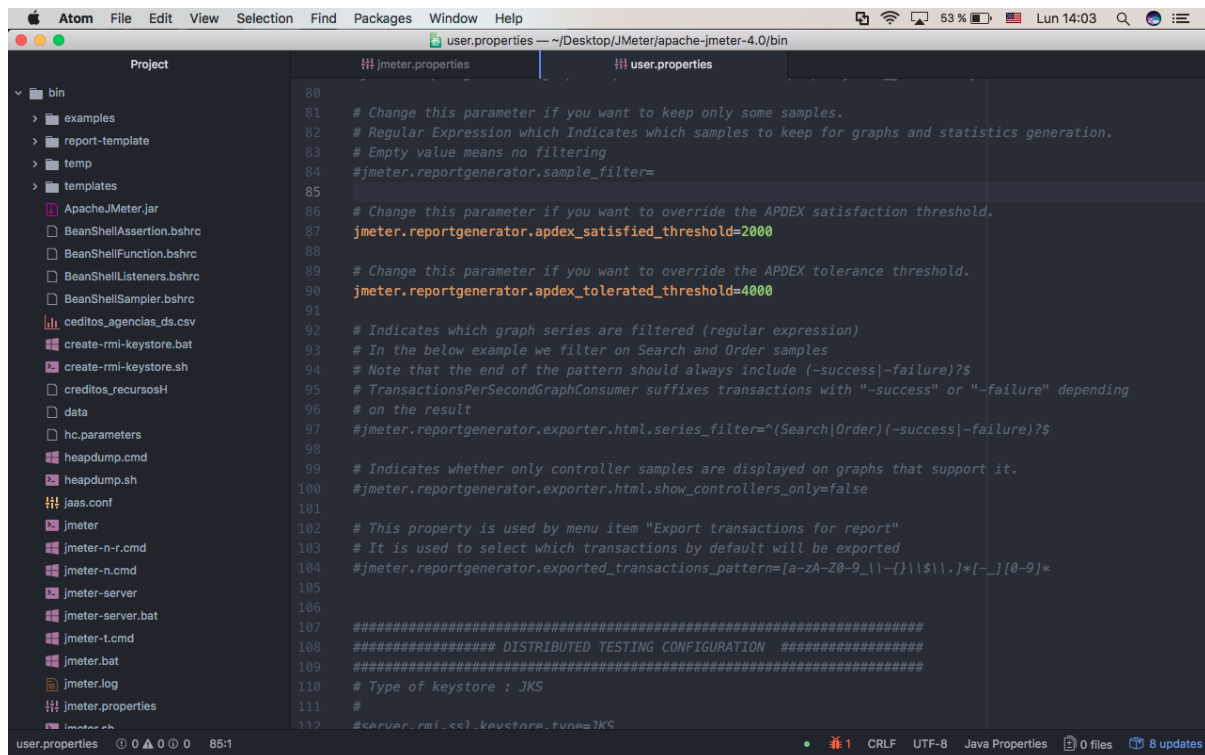 Atom File Edit View Selection Find Packages Window Help 53 % Lun 14:03
user.properties — ~/Desktop/JMeter/apache-jmeter-4.0/bin
Project
jmeter.properties
user.properties
bin
examples
report-template
temp
templates
ApacheJMeter.jar
BeanShellAssertion.bshrc
BeanShellFunction.bshrc
BeanShellListeners.bshrc
BeanShellSampler.bshrc
ceditos_agencias_ds.csv
create-rmi-keystore.bat
create-rmi-keystore.sh
creditos_recursosH
data
hc.parameters
heapdump.cmd
heapdump.sh
jaas.conf
jmeter
jmeter-n-r.cmd
jmeter-n.cmd
jmeter-server
jmeter-server.bat
jmeter-t.cmd
jmeter.bat
jmeter.log
jmeter.properties
jmeter.sh
80
81 # Change this parameter if you want to keep only some samples.
82 # Regular Expression which Indicates which samples to keep for graphs and statistics generation.
83 # Empty value means no filtering
84 #jmeter.reportgenerator.sample_filter=
85
86 # Change this parameter if you want to override the APDEX satisfaction threshold.
87 jmeter.reportgenerator.apdex_satisfied_threshold=2000
88
89 # Change this parameter if you want to override the APDEX tolerance threshold.
90 jmeter.reportgenerator.apdex_tolerated_threshold=4000
91
92 # Indicates which graph series are filtered (regular expression)
93 # In the below example we filter on Search and Order samples
94 # Note that the end of the pattern should always include (-success|-failure)?$
95 # TransactionsPerSecondGraphConsumer suffixes transactions with "-success" or "-failure" depending
96 # on the result
97 #jmeter.reportgenerator.exporter.html.series_filter=^(Search|Order)(-success|-failure)?$
98
99 # Indicates whether only controller samples are displayed on graphs that support it.
100 #jmeter.reportgenerator.exporter.html.show_controllers_only=false
101
102 # This property is used by menu item "Export transactions for report"
103 # It is used to select which transactions by default will be exported
104 #jmeter.reportgenerator.exported_transactions_pattern=[a-zA-Z0-9_\\-{}\\$\\.]*[-_][0-9]*
105
106
107 ########################################################################
108 ################## DISTRIBUTED TESTING CONFIGURATION ##################
109 ########################################################################
110 # Type of keystore : JKS
111 #
112 #server.rmi.ssl.keystore.type=JKS
user.properties 0 0 0 85:1 1 CRLF UTF-8 Java Properties 0 files 8 updates